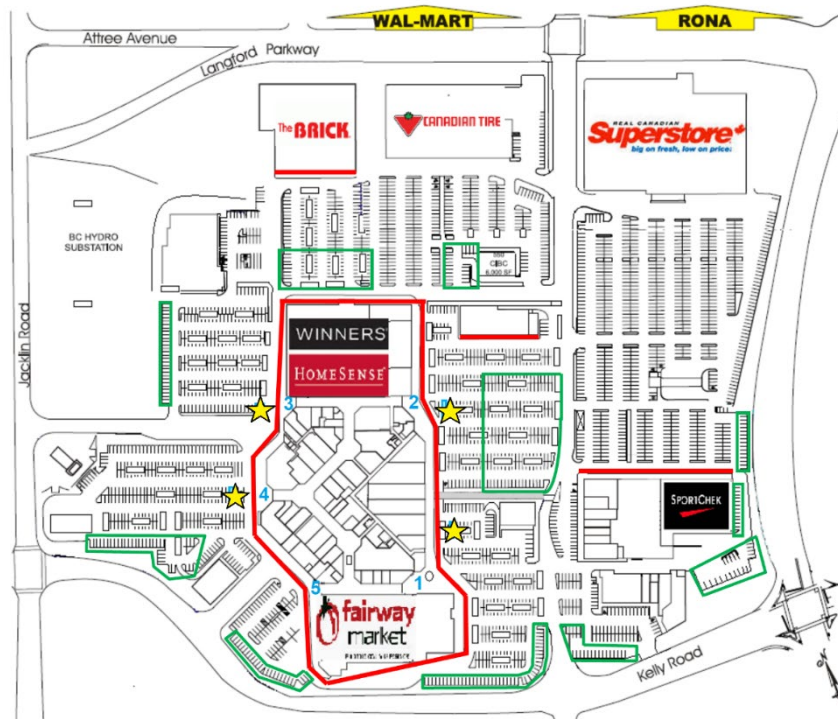 WAL-MART
RONA
Attree Avenue
Langford Parkway
The BRICK
CANADIAN TIRE
REAL CANADIAN
Superstore
big on fresh, low on price
BC HYDRO
SUBSTATION
CIBC
6,000 SF
Jacklin Road
WINNERS
HOMESENSE
3
2
4
SPORTCHEK
5
1
fairway
market
Kelly Road